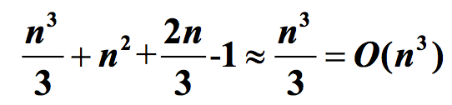 n³/3 + n² + 2n/3 -1 ≈ n³/3 = O(n³)